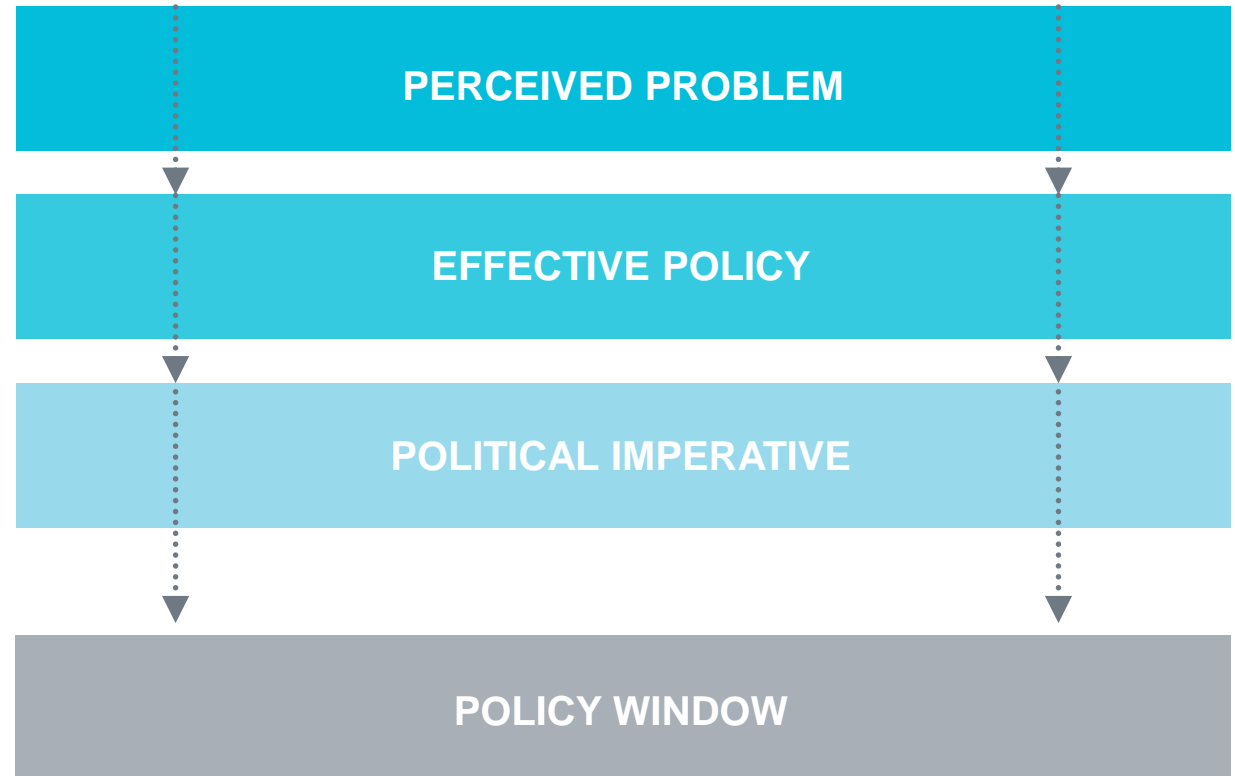 PERCEIVED PROBLEM
EFFECTIVE POLICY
POLITICAL IMPERATIVE
POLICY WINDOW